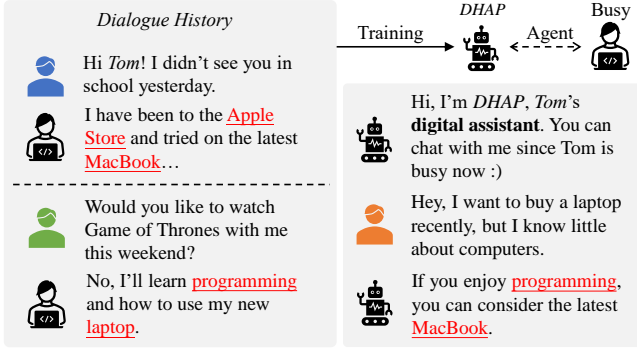 Dialogue History
Hi Tom! I didn't see you in
school yesterday.
I have been to the Apple
Store and tried on the latest
MacBook…
Would you like to watch
Game of Thrones with me
this weekend?
No, I'll learn programming
and how to use my new
laptop.
Training
DHAP
Agent
Busy
Hi, I'm DHAP, Tom's
digital assistant. You can
chat with me since Tom is
busy now :)
Hey, I want to buy a laptop
recently, but I know little
about computers.
If you enjoy programming,
you can consider the latest
MacBook.